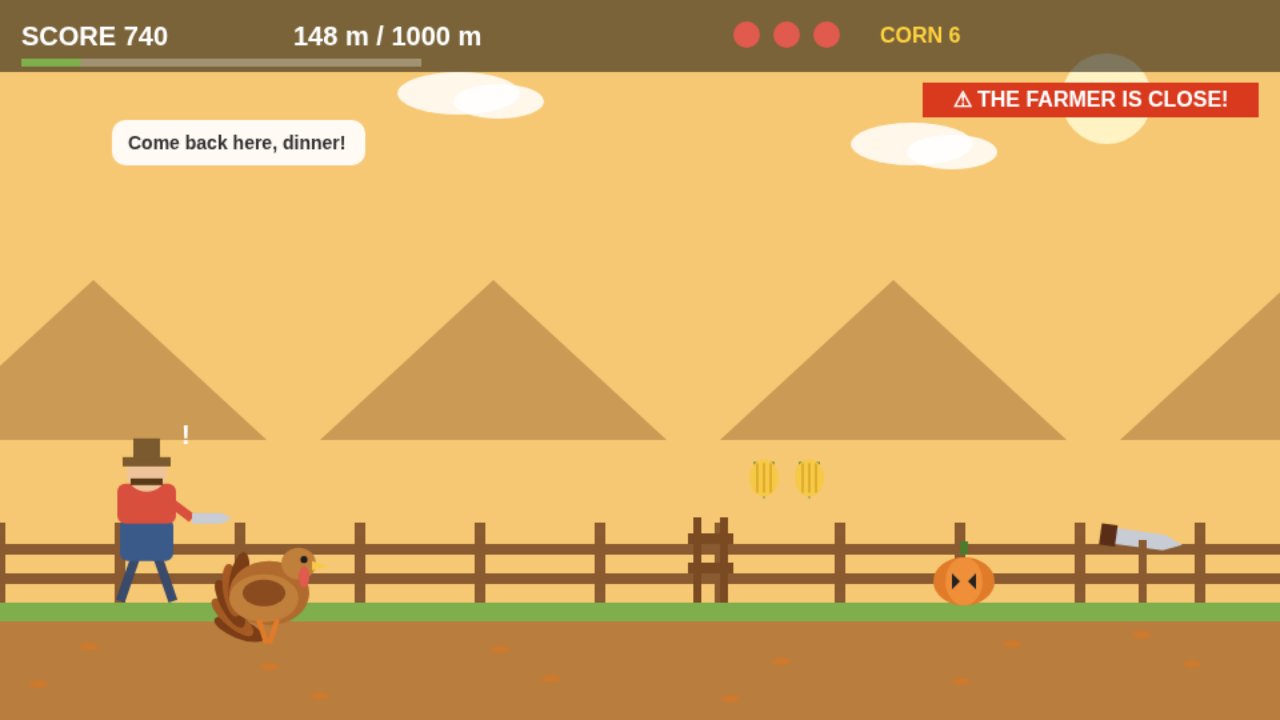 SCORE 740
148 m / 1000 m
CORN 6
⚠ THE FARMER IS CLOSE!
Come back here, dinner!
!